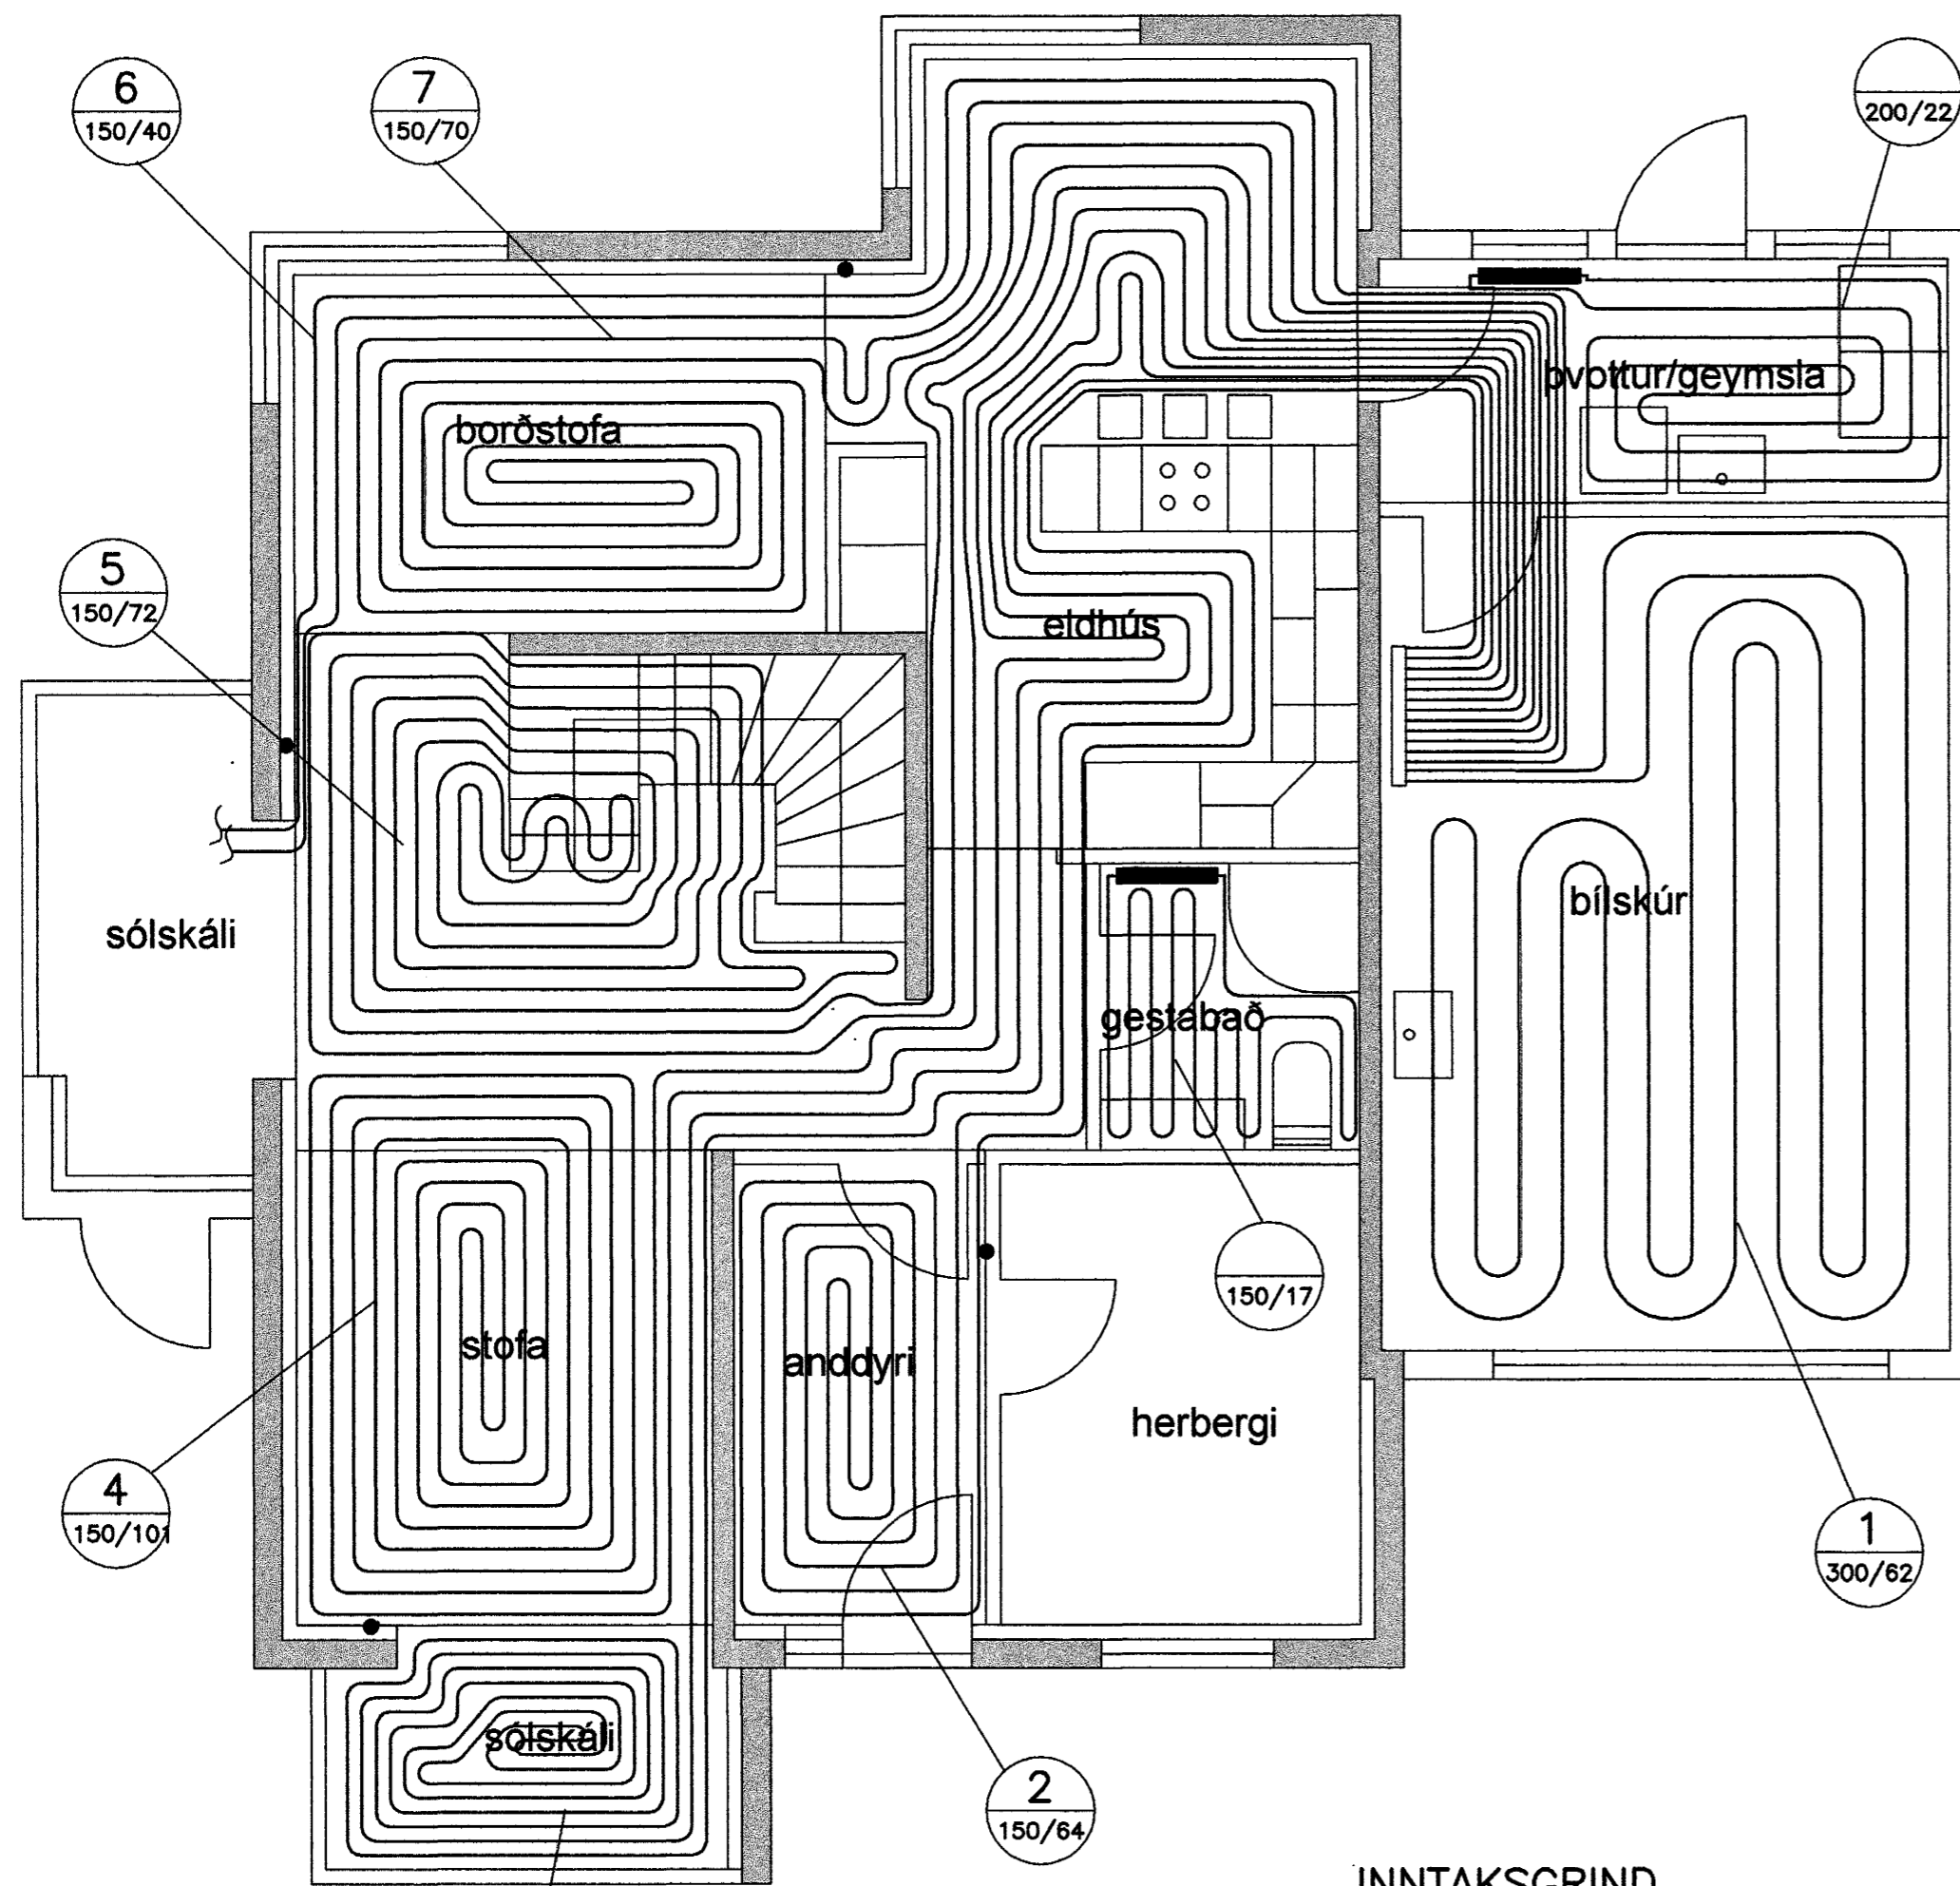 6
150/40
7
150/70
200/22
þvottur/geymsla
borðstofa
5
150/72
eldhús
bílskúr
sólskáli
gestabað
150/17
stofa
anddyri
herbergi
4
150/101
1
300/62
sólskáli
2
150/64
INNTAKSGRIND